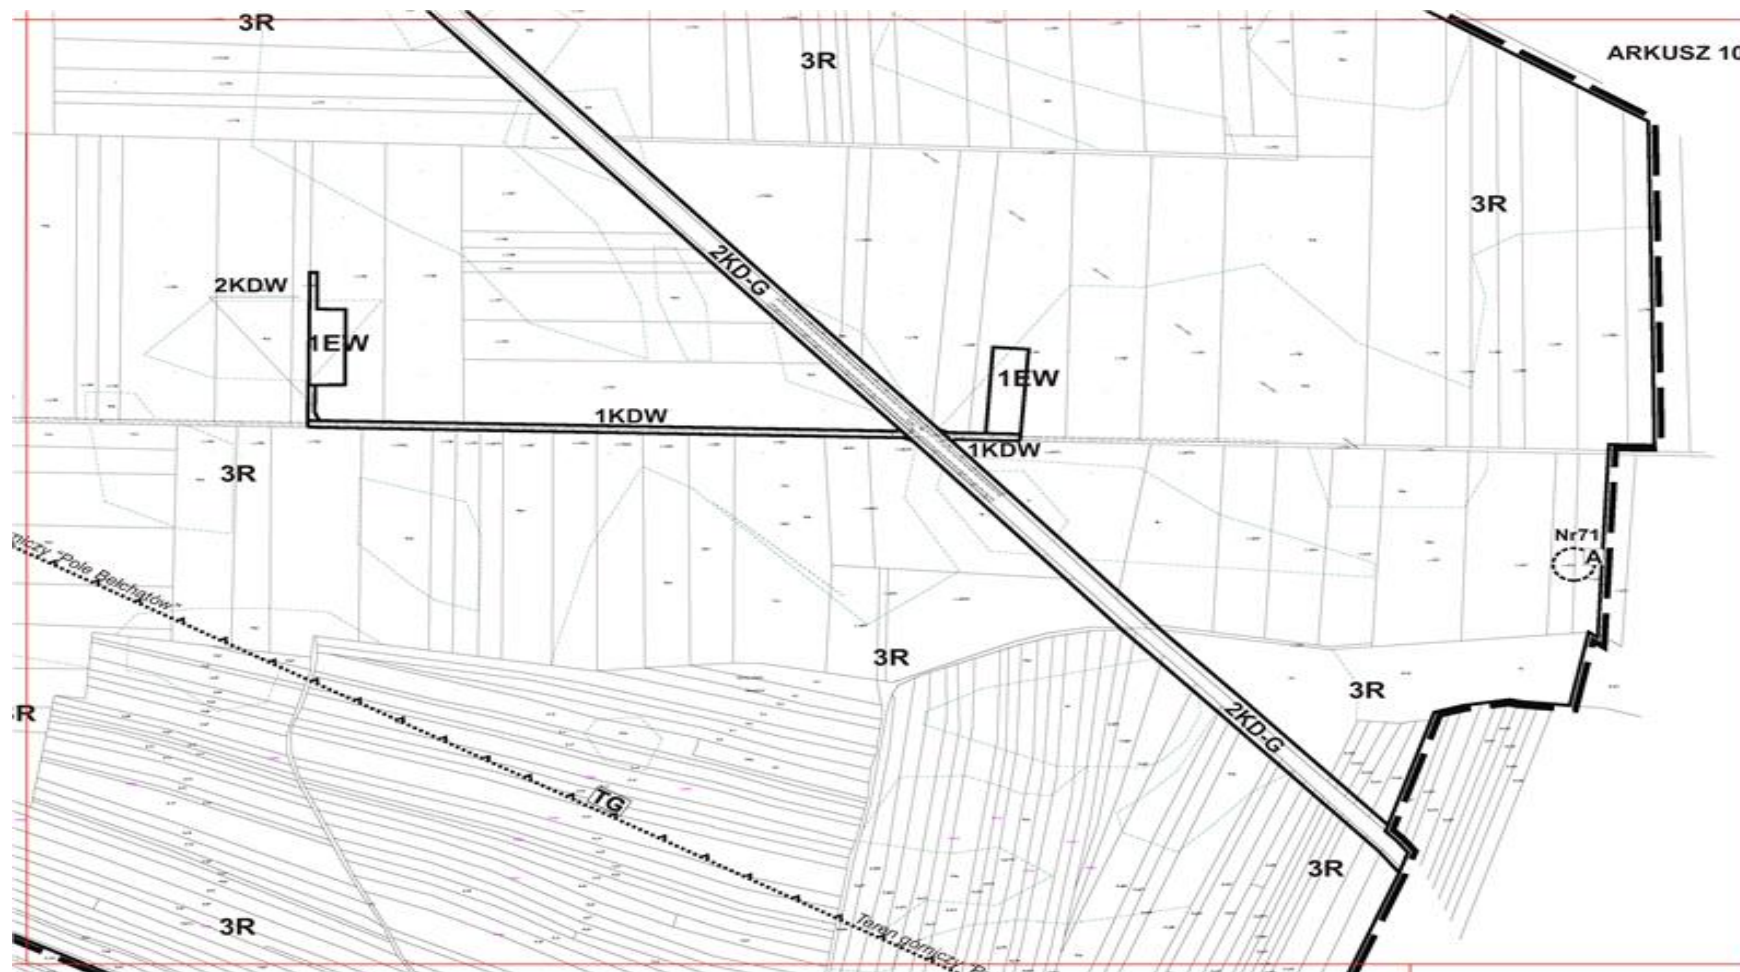 3R
3R
ARKUSZ 10
3R
2KD-G
2KDW
1EW
1EW
1KDW
1KDW
3R
Nr71
A
niczy "Pole Bełchatów"
3R
3R
R
2KD-G
TG
3R
3R
Teren górniczy "P